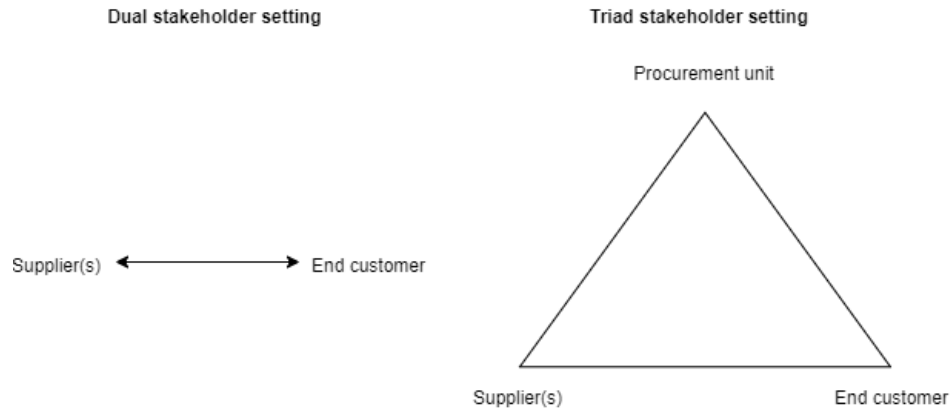 Dual stakeholder setting
Supplier(s)
End customer
Triad stakeholder setting
Procurement unit
Supplier(s)
End customer